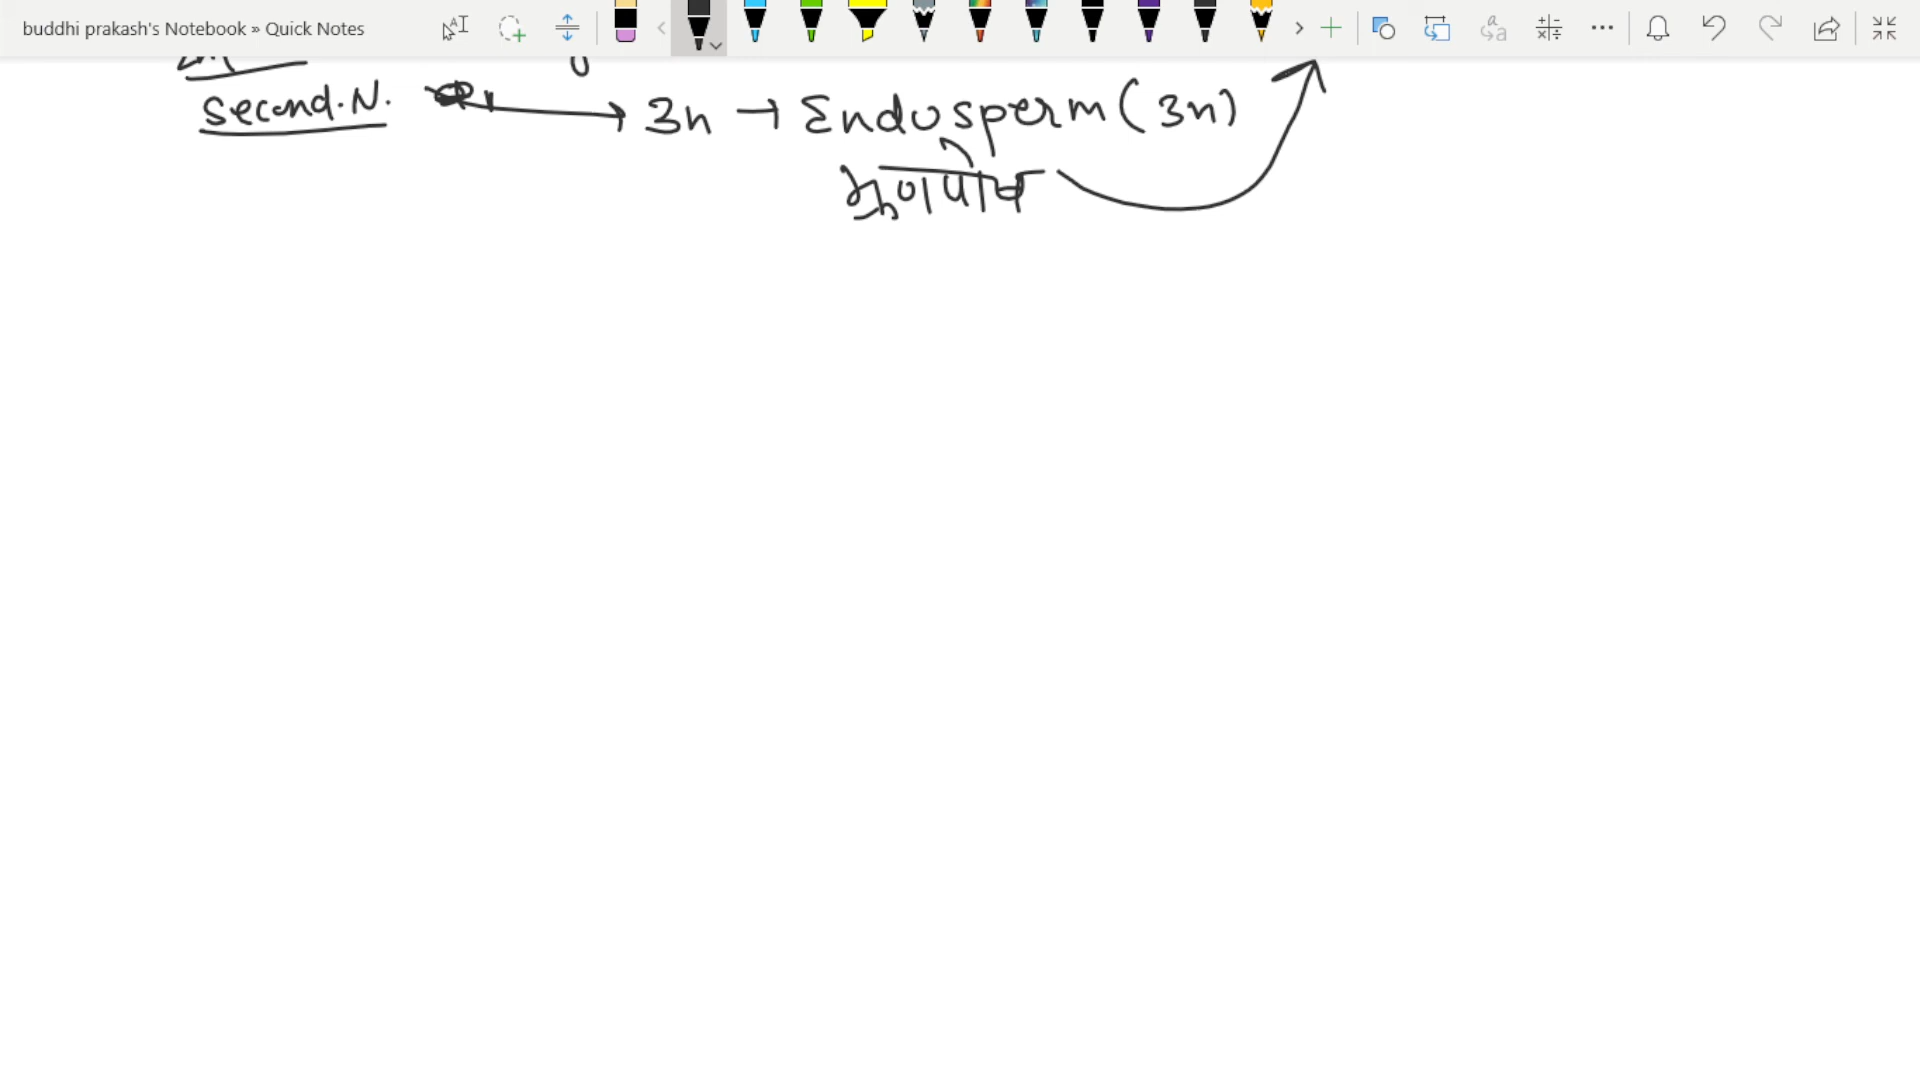 buddhi prakash's Notebook » Quick Notes
Second.N. → 3n → Endosperm (3n)
भ्रूणपोष